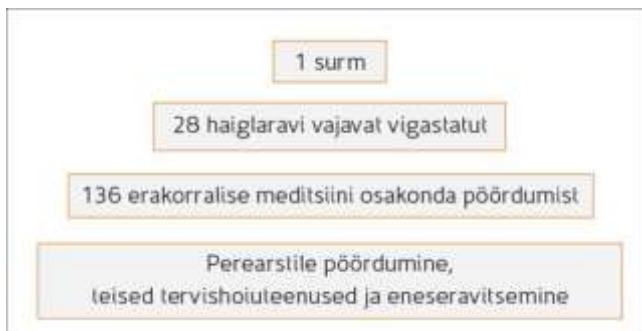 1 surm
28 haiglaravi vajavat vigastatut
136 erakorralise meditsiini osakonda pöördumist
Perearstile pöördumine,
teised tervishoiuteenused ja eneseravitsemine